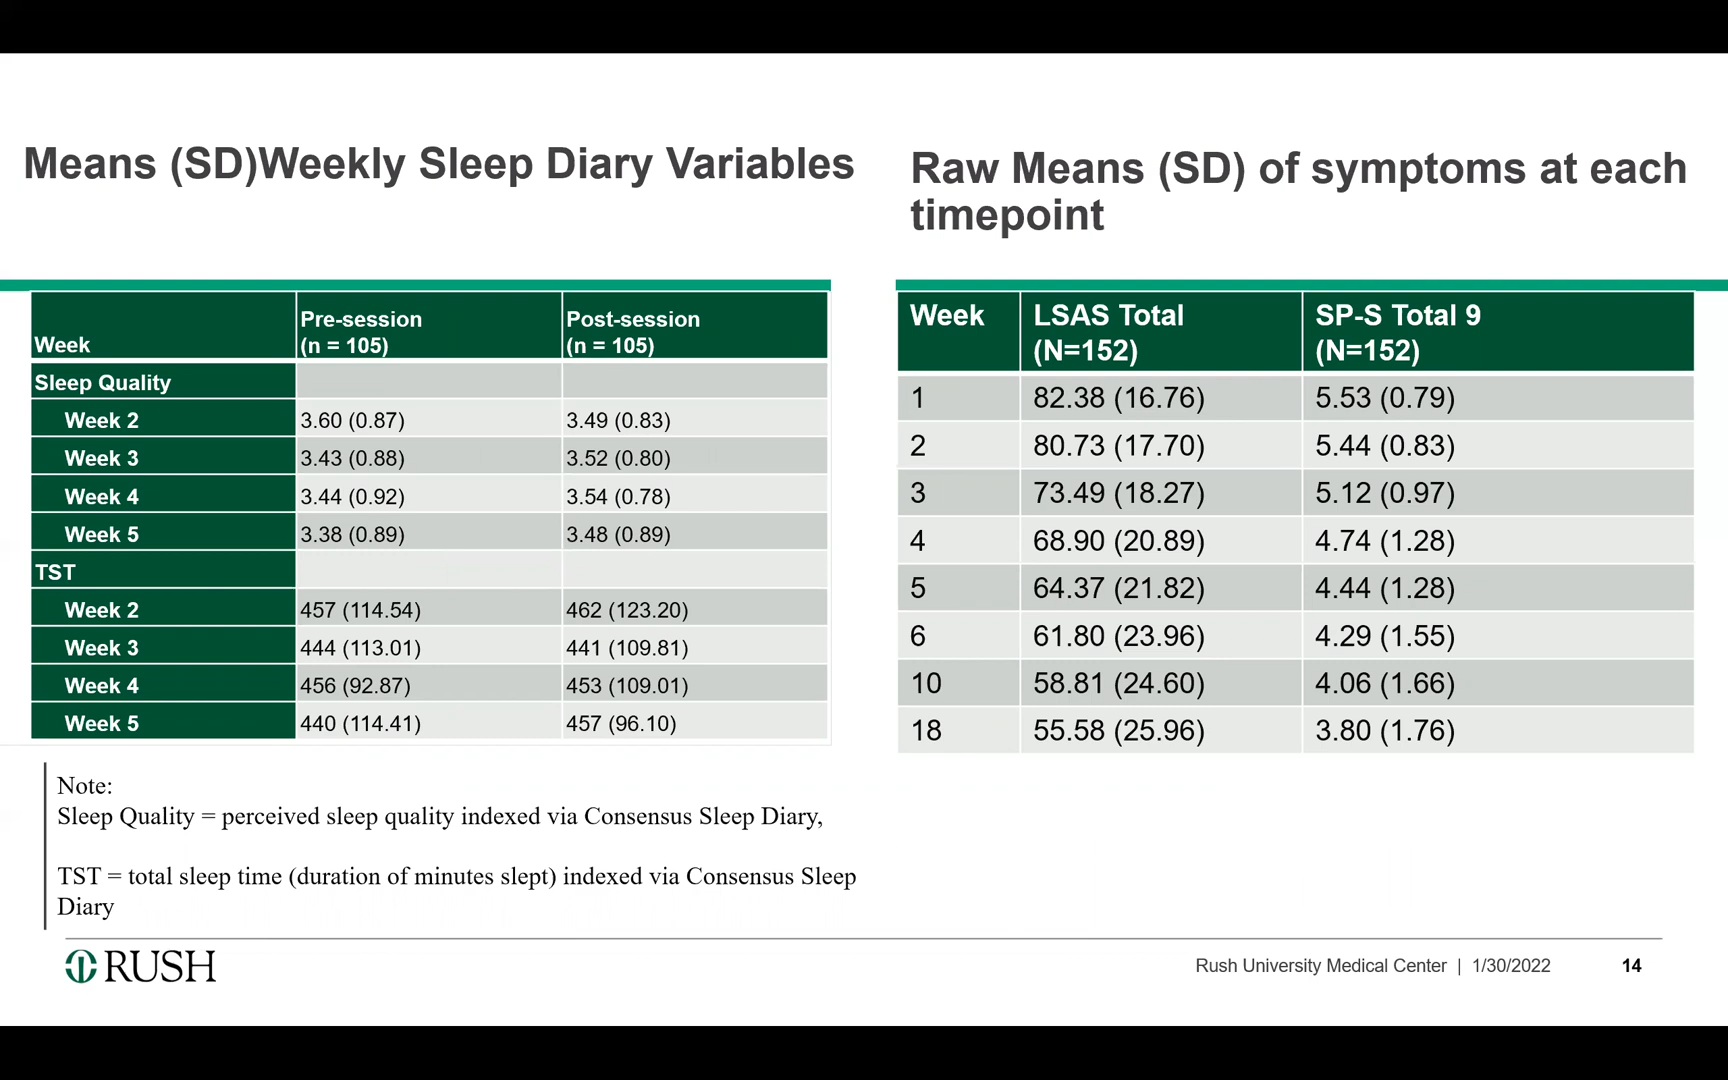 Means (SD)Weekly Sleep Diary Variables
Week Pre-session (n = 105) Post-session (n = 105)
Sleep Quality
Week 2 3.60 (0.87) 3.49 (0.83)
Week 3 3.43 (0.88) 3.52 (0.80)
Week 4 3.44 (0.92) 3.54 (0.78)
Week 5 3.38 (0.89) 3.48 (0.89)
TST
Week 2 457 (114.54) 462 (123.20)
Week 3 444 (113.01) 441 (109.81)
Week 4 456 (92.87) 453 (109.01)
Week 5 440 (114.41) 457 (96.10)
Note:
Sleep Quality = perceived sleep quality indexed via Consensus Sleep Diary,
TST = total sleep time (duration of minutes slept) indexed via Consensus Sleep
Diary
Raw Means (SD) of symptoms at each
timepoint
Week LSAS Total (N=152) SP-S Total 9 (N=152)
1 82.38 (16.76) 5.53 (0.79)
2 80.73 (17.70) 5.44 (0.83)
3 73.49 (18.27) 5.12 (0.97)
4 68.90 (20.89) 4.74 (1.28)
5 64.37 (21.82) 4.44 (1.28)
6 61.80 (23.96) 4.29 (1.55)
10 58.81 (24.60) 4.06 (1.66)
18 55.58 (25.96) 3.80 (1.76)
RUSH
Rush University Medical Center | 1/30/2022 14